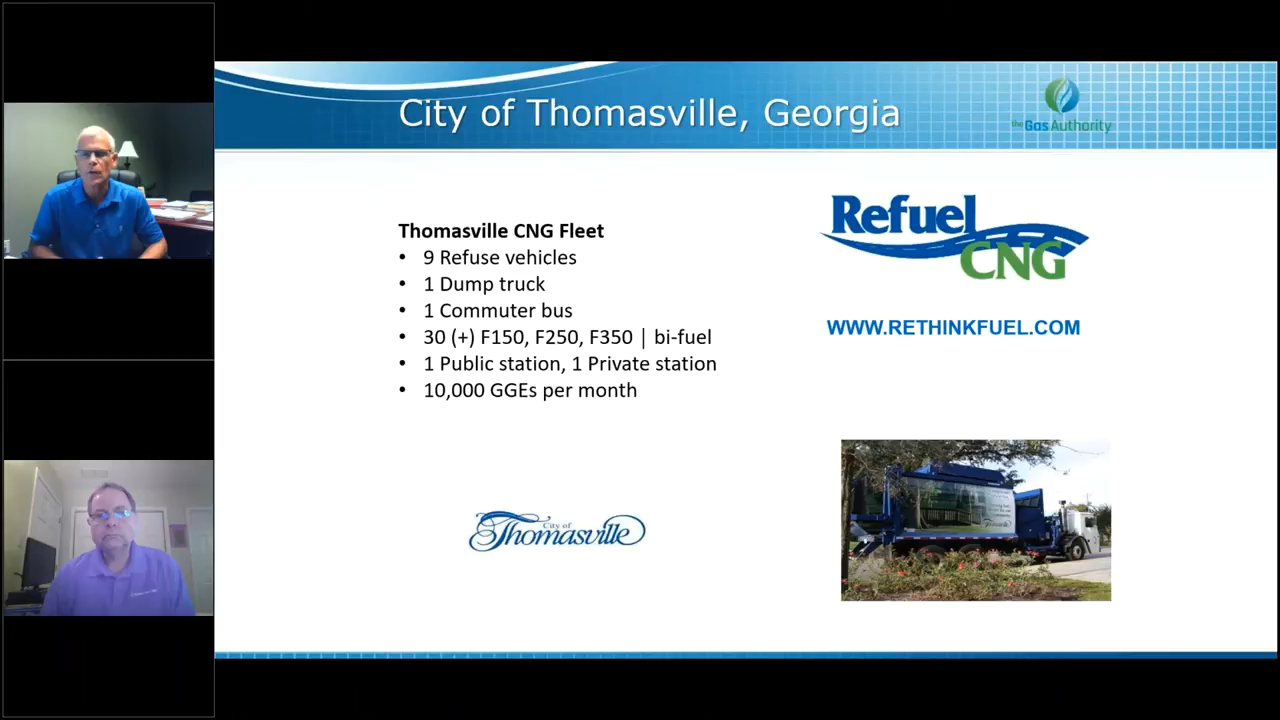 City of Thomasville, Georgia
the Gas Authority
Thomasville CNG Fleet
• 9 Refuse vehicles
• 1 Dump truck
• 1 Commuter bus
• 30 (+) F150, F250, F350 | bi-fuel
• 1 Public station, 1 Private station
• 10,000 GGEs per month
Refuel
CNG
WWW.RETHINKFUEL.COM
City of
Thomasville
Thomasville